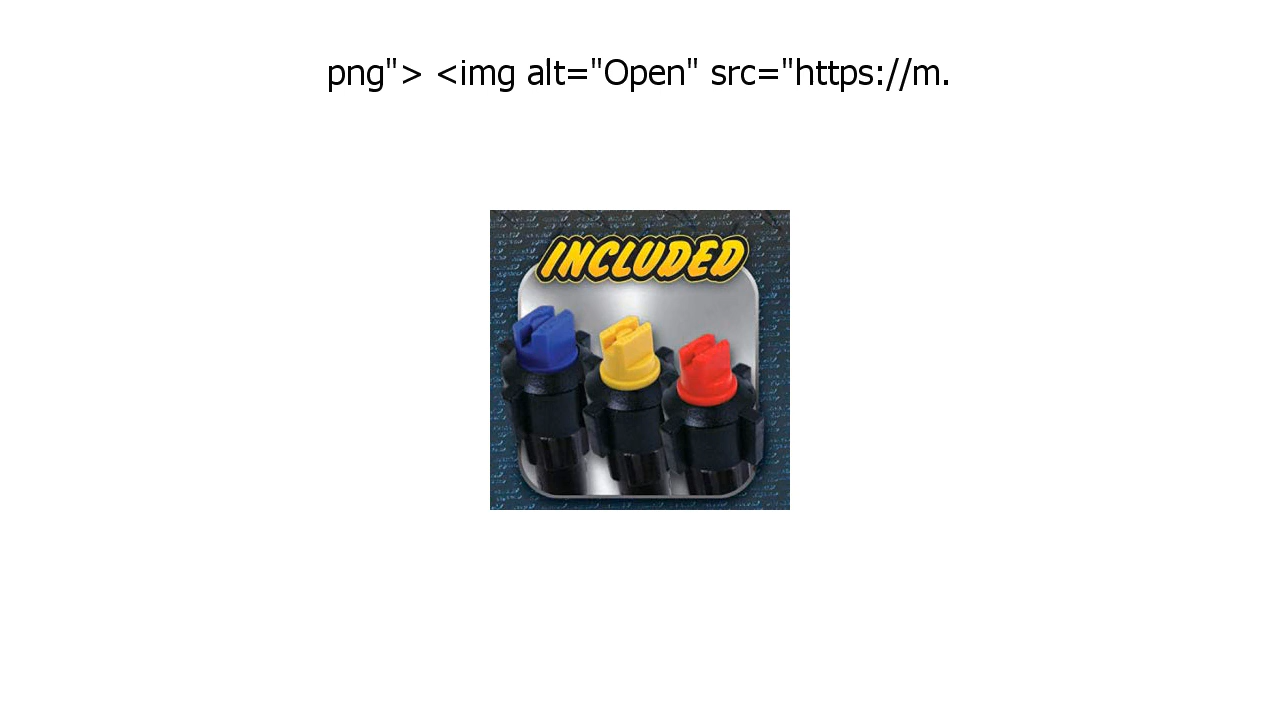 png"> <img alt="Open" src="https://m.
INCLUDED